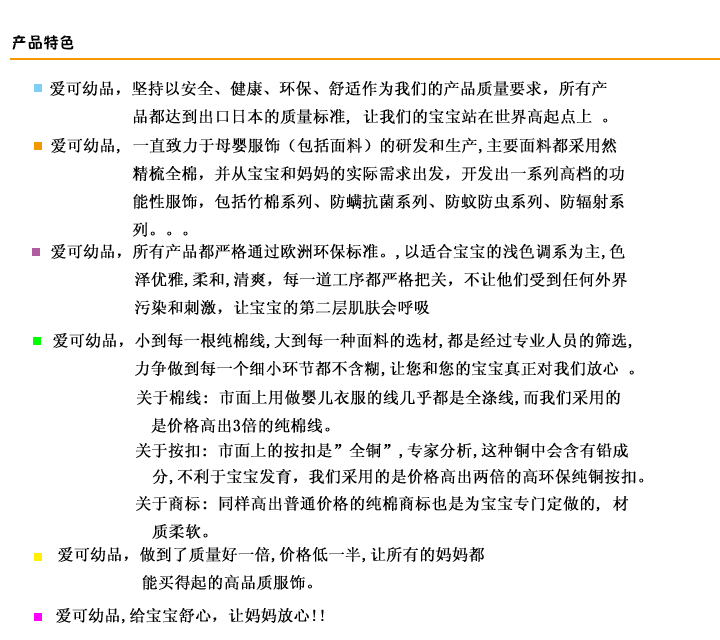 产品特色
爱可幼品，坚持以安全、健康、环保、舒适作为我们的产品质量要求，所有产
品都达到出口日本的质量标准, 让我们的宝宝站在世界高起点上 。
爱可幼品, 一直致力于母婴服饰（包括面料）的研发和生产,主要面料都采用然
精梳全棉，并从宝宝和妈妈的实际需求出发，开发出一系列高档的功
能性服饰，包括竹棉系列、防螨抗菌系列、防蚊防虫系列、防辐射系
列。。。
爱可幼品，所有产品都严格通过欧洲环保标准。,以适合宝宝的浅色调系为主,色
泽优雅,柔和,清爽，每一道工序都严格把关，不让他们受到任何外界
污染和刺激，让宝宝的第二层肌肤会呼吸
爱可幼品，小到每一根纯棉线,大到每一种面料的选材,都是经过专业人员的筛选,
力争做到每一个细小环节都不含糊,让您和您的宝宝真正对我们放心 。
关于棉线: 市面上用做婴儿衣服的线几乎都是全涤线,而我们采用的
是价格高出3倍的纯棉线。
关于按扣: 市面上的按扣是”全铜”,专家分析,这种铜中会含有铅成
分,不利于宝宝发育，我们采用的是价格高出两倍的高环保纯铜按扣。
关于商标: 同样高出普通价格的纯棉商标也是为宝宝专门定做的, 材
质柔软。
爱可幼品，做到了质量好一倍,价格低一半,让所有的妈妈都
能买得起的高品质服饰。
爱可幼品,给宝宝舒心，让妈妈放心!!